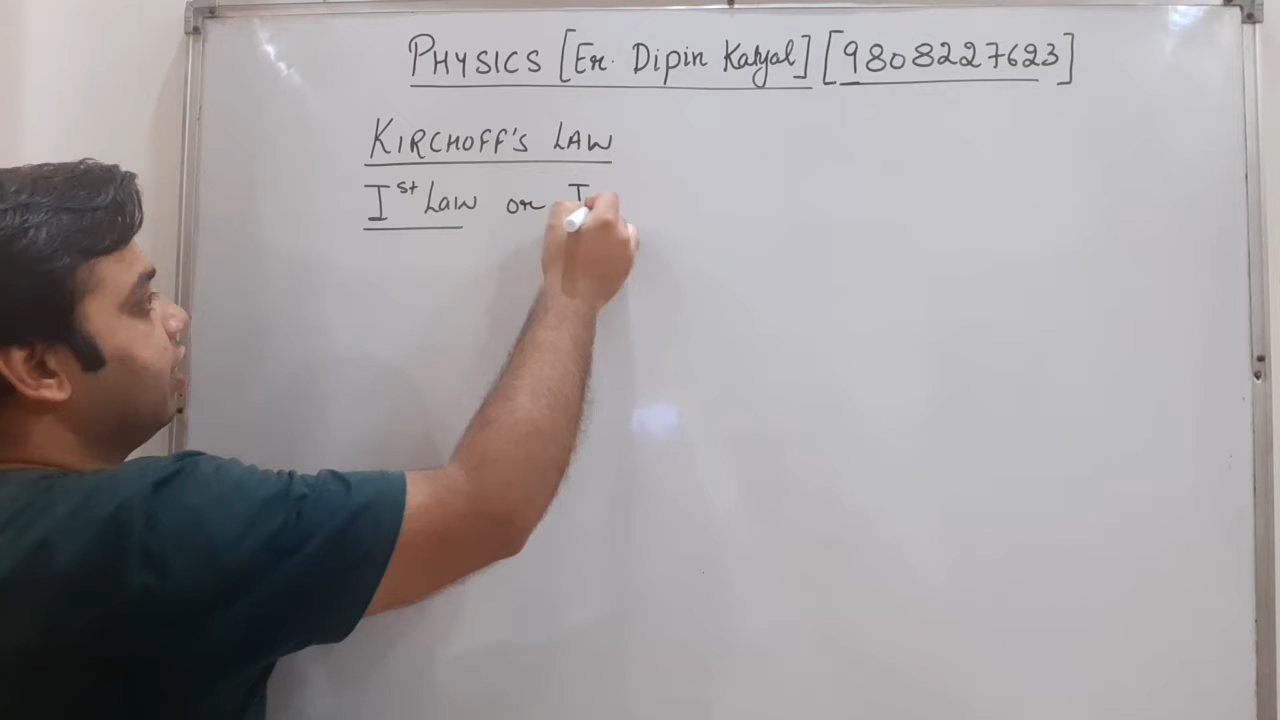 PHYSICS [Er. Dipin Katyal] [9808227623]
KIRCHOFF'S LAW
Ist Law or